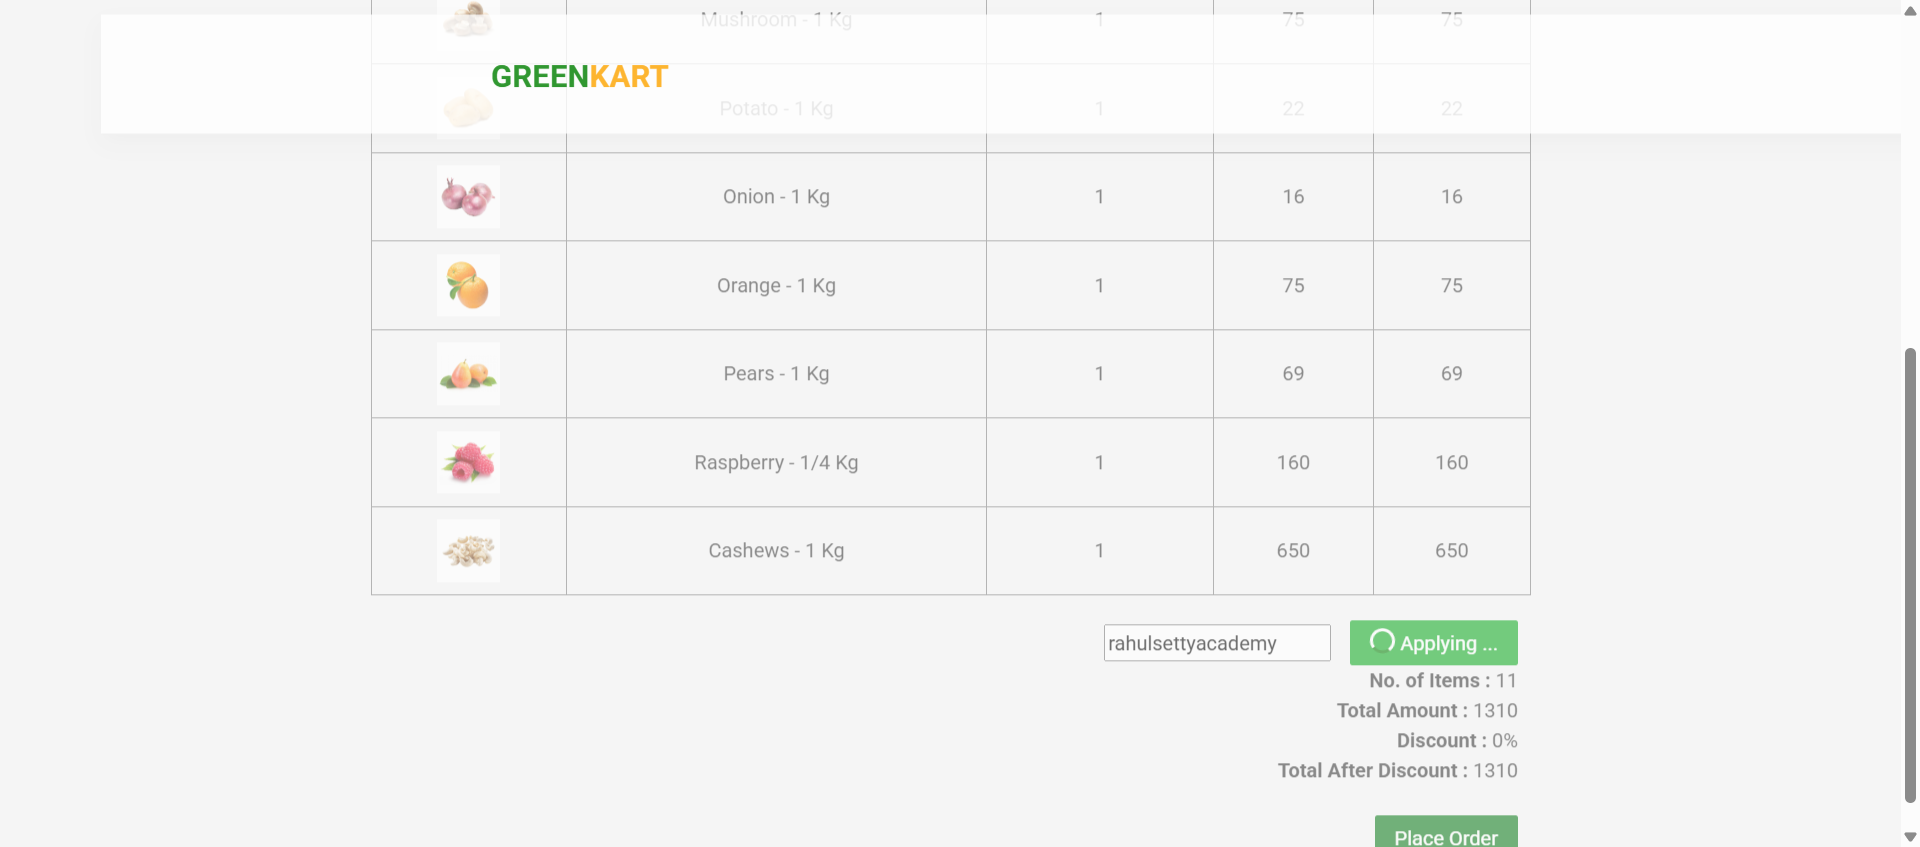 Mushroom - 1 Kg 1 75 75
GREENKART
Potato - 1 Kg 1 22 22
Onion - 1 Kg 1 16 16
Orange - 1 Kg 1 75 75
Pears - 1 Kg 1 69 69
Raspberry - 1/4 Kg 1 160 160
Cashews - 1 Kg 1 650 650
rahulsettyacademy Applying ...
No. of Items : 11
Total Amount : 1310
Discount : 0%
Total After Discount : 1310
Place Order